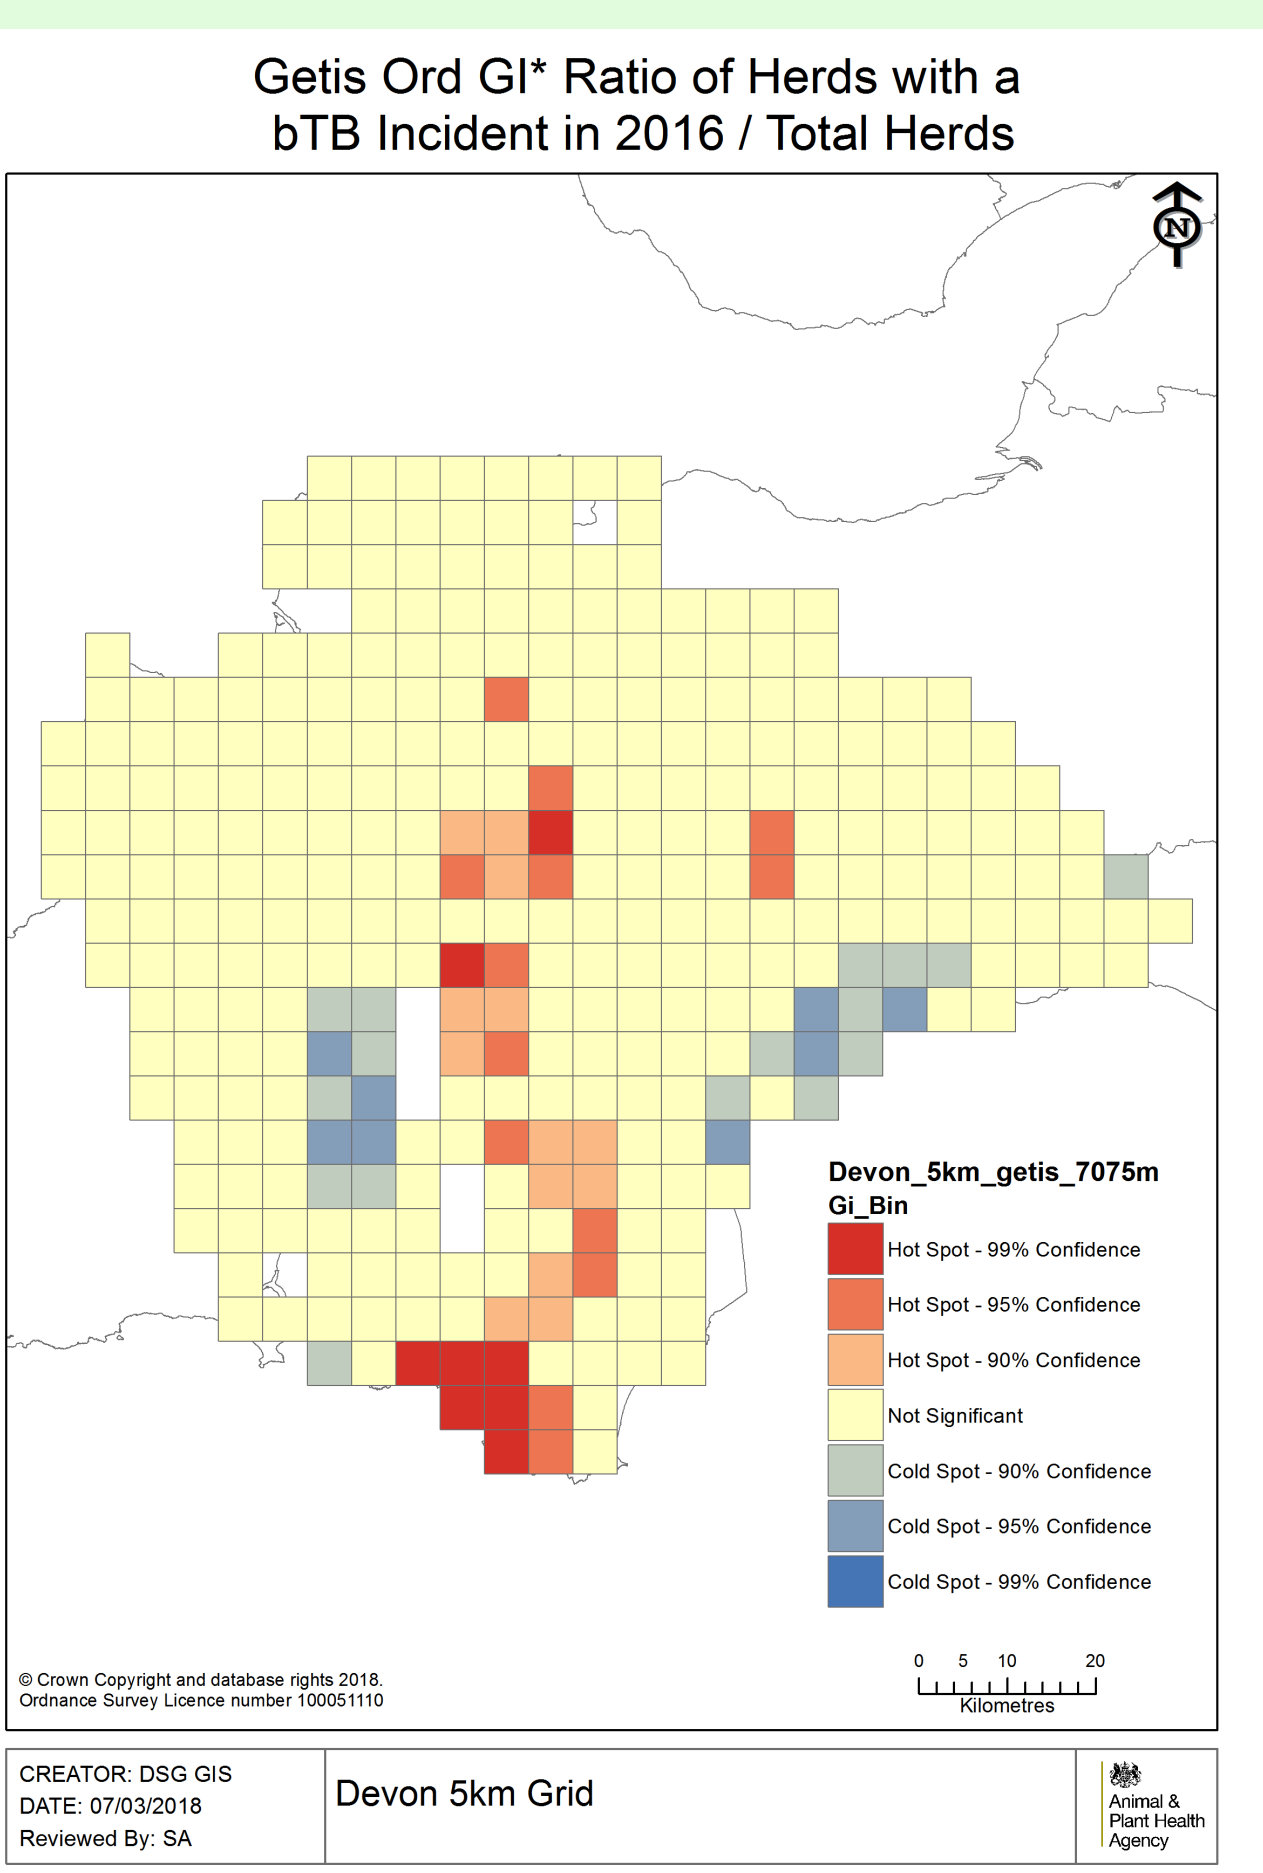 Getis Ord GI* Ratio of Herds with a
bTB Incident in 2016 / Total Herds
N
Devon_5km_getis_7075m
Gi_Bin
Hot Spot - 99% Confidence
Hot Spot - 95% Confidence
Hot Spot - 90% Confidence
Not Significant
Cold Spot - 90% Confidence
Cold Spot - 95% Confidence
Cold Spot - 99% Confidence
0 5 10 20
Kilometres
© Crown Copyright and database rights 2018.
Ordnance Survey Licence number 100051110
CREATOR: DSG GIS
DATE: 07/03/2018
Reviewed By: SA
Devon 5km Grid
Animal &
Plant Health
Agency